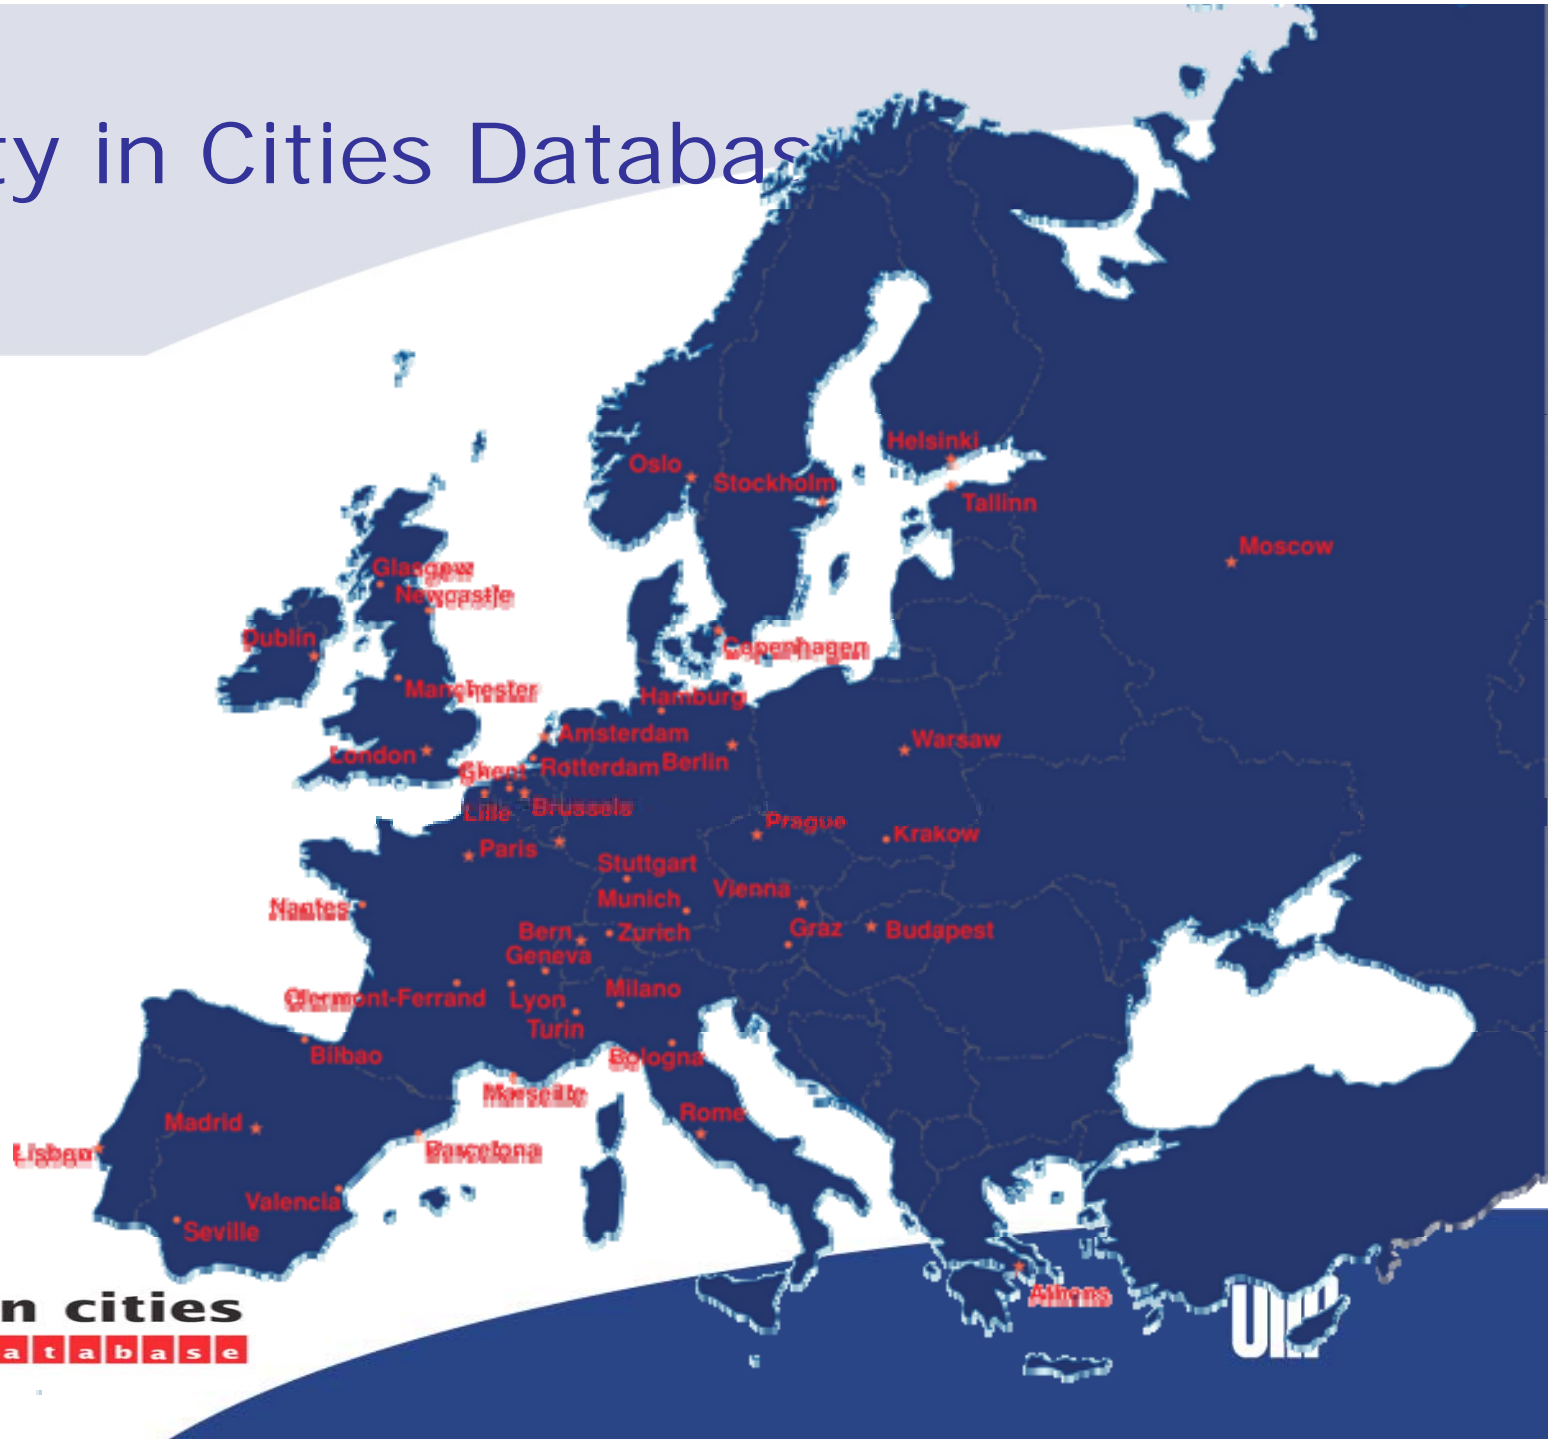 ty in Cities Databas
Helsinki
Oslo
Stockholm
Tallinn
Moscow
Glasgow
Newcastle
Dublin
Copenhagen
Manchester
Hamburg
Amsterdam
Warsaw
London
Ghent
Rotterdam
Berlin
Lille
Brussels
Prague
Krakow
Paris
Stuttgart
Vienna
Munich
Nantes
Bern
Zurich
Graz
Budapest
Geneva
Clermont-Ferrand
Lyon
Milano
Turin
Bilbao
Bologna
Marseille
Rome
Madrid
Lisbon
Barcelona
Valencia
Seville
n cities
atabase
Athens